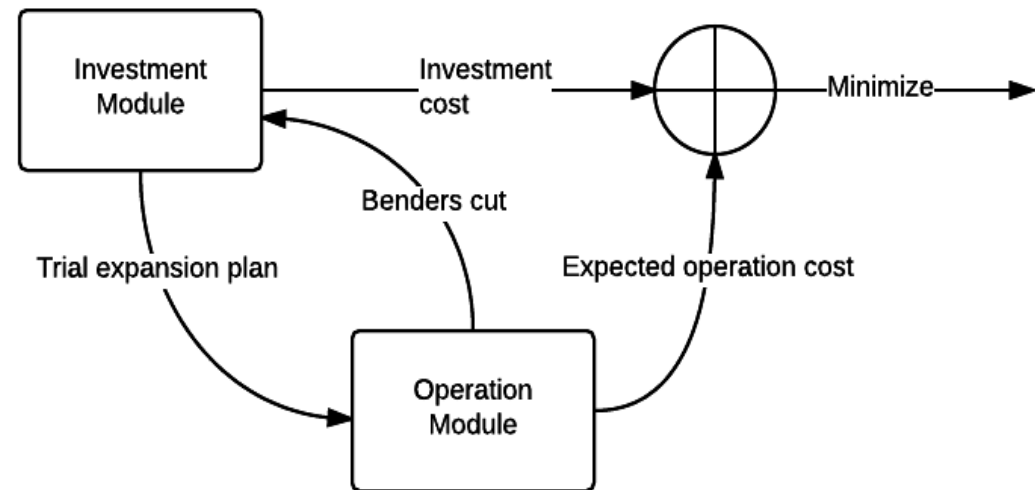 Investment
Module
Investment
cost
Minimize
Benders cut
Trial expansion plan
Expected operation cost
Operation
Module